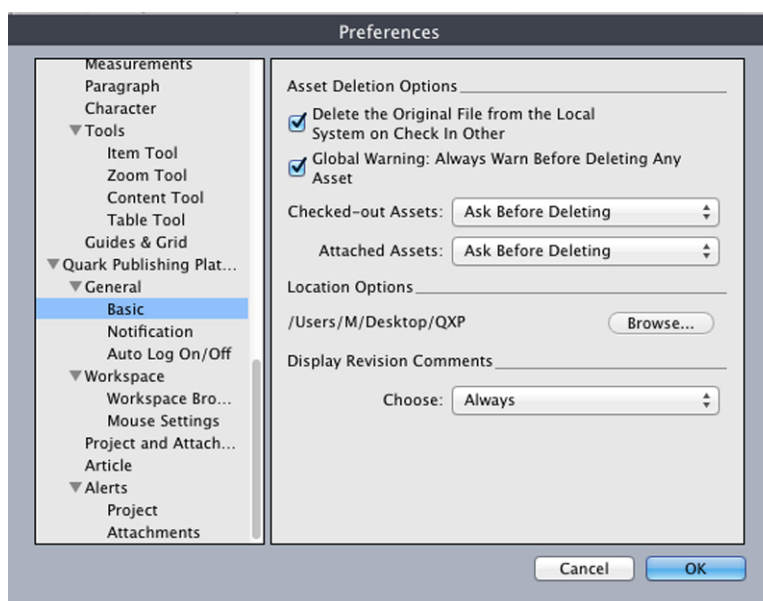 Preferences
Measurements
Paragraph
Character
Tools
Item Tool
Zoom Tool
Content Tool
Table Tool
Guides & Grid
Quark Publishing Plat...
General
Basic
Notification
Auto Log On/Off
Workspace
Workspace Bro...
Mouse Settings
Project and Attach...
Article
Alerts
Project
Attachments
Asset Deletion Options
Delete the Original File from the Local
System on Check In Other
Global Warning: Always Warn Before Deleting Any
Asset
Checked-out Assets: Ask Before Deleting
Attached Assets: Ask Before Deleting
Location Options
/Users/M/Desktop/QXP Browse...
Display Revision Comments
Choose: Always
Cancel OK